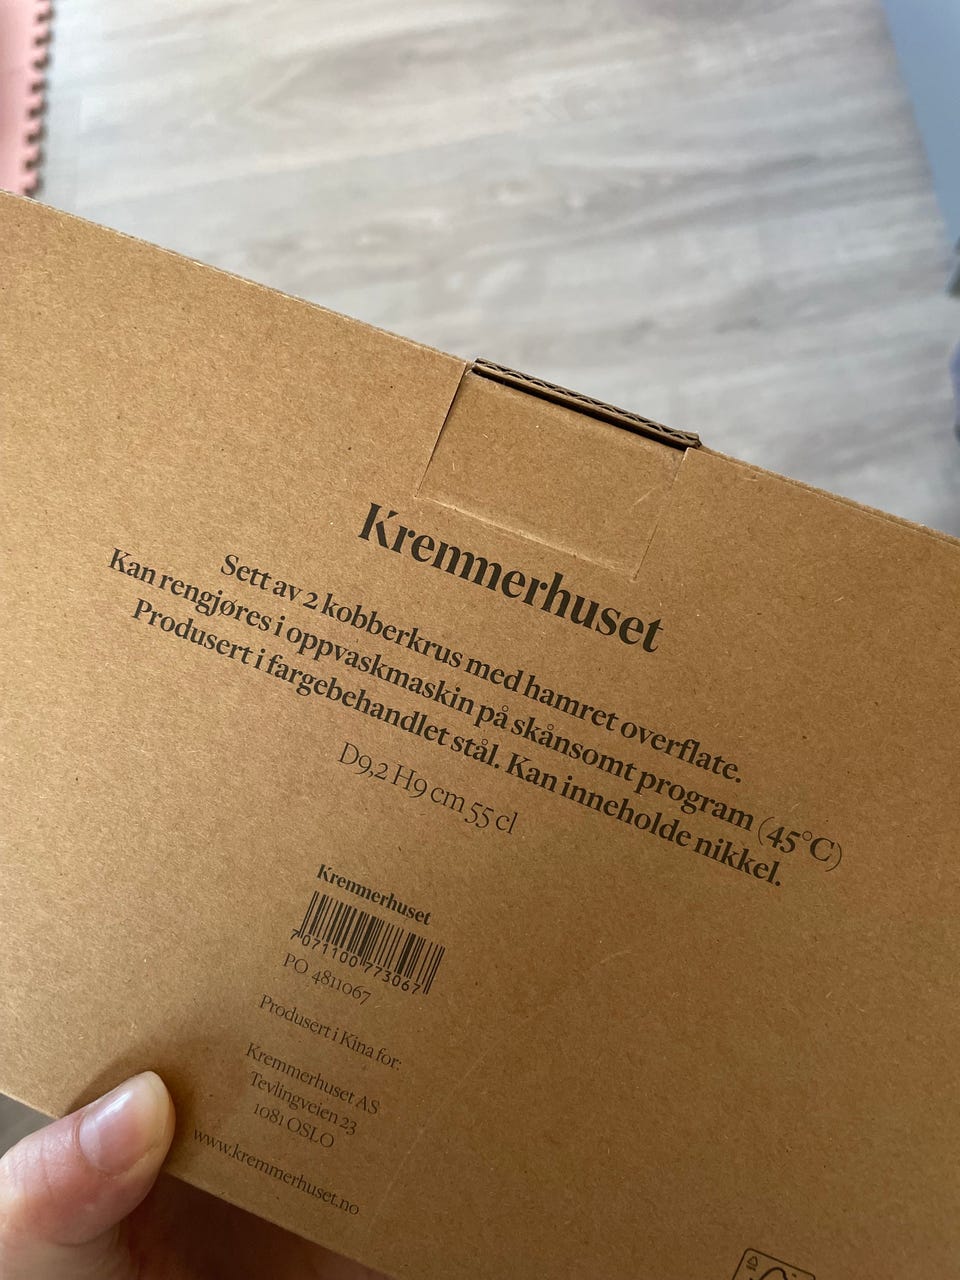 Kremmerhuset
Sett av 2 kobberkrus med hamret overflate.
Kan rengjøres i oppvaskmaskin på skånsomt program (45°C)
Produsert i fargebehandlet stål. Kan inneholde nikkel.
D9,2 H9 cm 55 cl
Kremmerhuset
7071100773067
PO 4811067
Produsert i Kina for:
Kremmerhuset AS
Tevlingveien 23
1081 OSLO
www.kremmerhuset.no